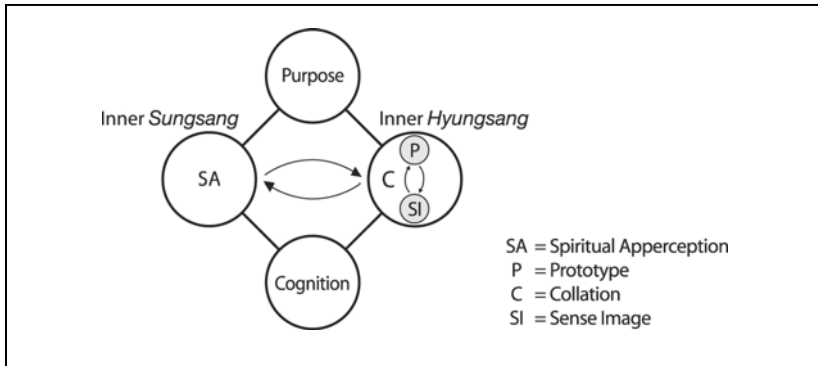 Purpose
Inner Sungsang
Inner Hyungsang
P
SA
C
SI
Cognition
SA = Spiritual Apperception
P = Prototype
C = Collation
SI = Sense Image